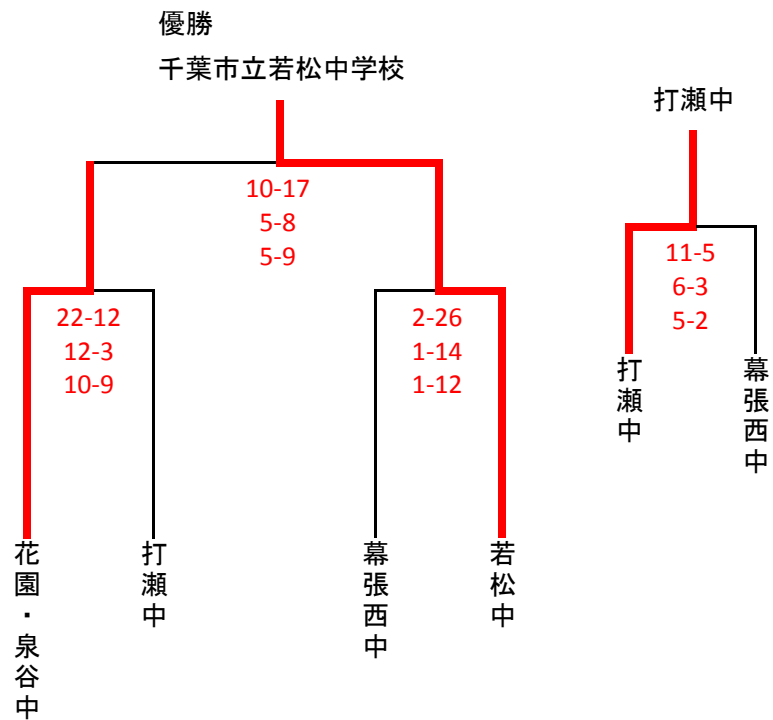 優勝
千葉市立若松中学校
10-17
5-8
5-9
22-12
12-3
10-9
2-26
1-14
1-12
花園・泉谷中
打瀬中
幕張西中
若松中
打瀬中
11-5
6-3
5-2
打瀬中
幕張西中